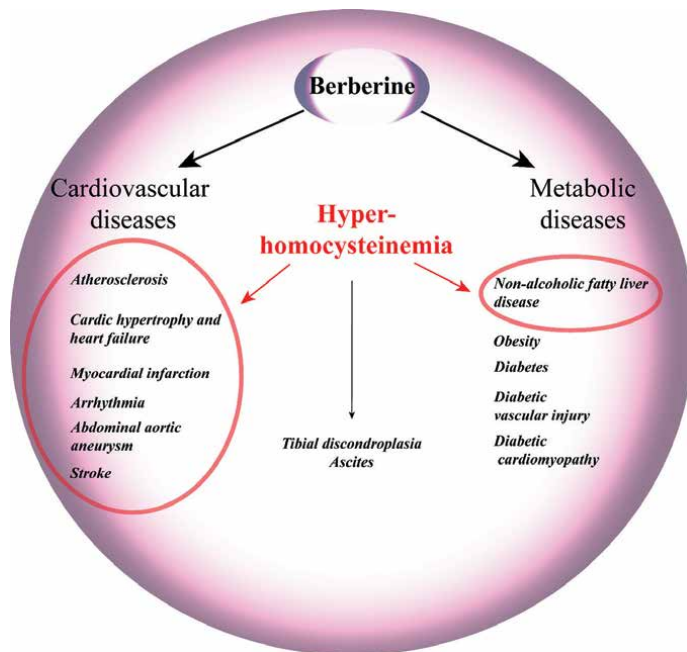 Berberine
Cardiovascular
diseases
Hyper-
homocysteinemia
Metabolic
diseases
Atherosclerosis
Cardic hypertrophy and
heart failure
Myocardial infarction
Arrhythmia
Abdominal aortic
aneurysm
Stroke
Tibial discondroplasia
Ascites
Non-alcoholic fatty liver
disease
Obesity
Diabetes
Diabetic
vascular injury
Diabetic
cardiomyopathy